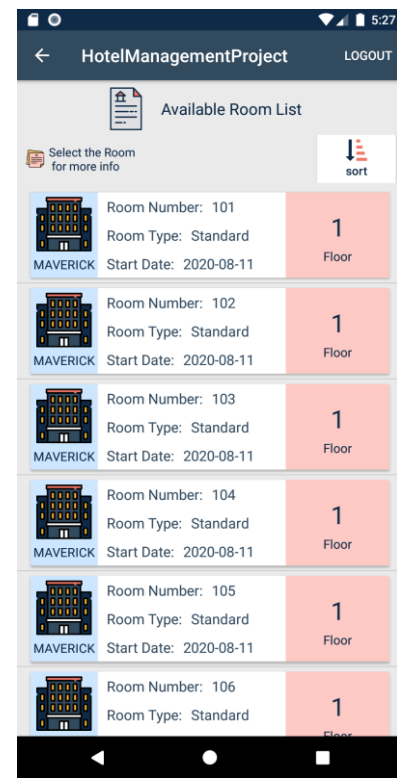 5:27
HotelManagementProject LOGOUT
Available Room List
Select the Room
for more info
sort
Room Number: 101
Room Type: Standard
MAVERICK Start Date: 2020-08-11
1
Floor
Room Number: 102
Room Type: Standard
MAVERICK Start Date: 2020-08-11
1
Floor
Room Number: 103
Room Type: Standard
MAVERICK Start Date: 2020-08-11
1
Floor
Room Number: 104
Room Type: Standard
MAVERICK Start Date: 2020-08-11
1
Floor
Room Number: 105
Room Type: Standard
MAVERICK Start Date: 2020-08-11
1
Floor
Room Number: 106
Room Type: Standard
1
Floor